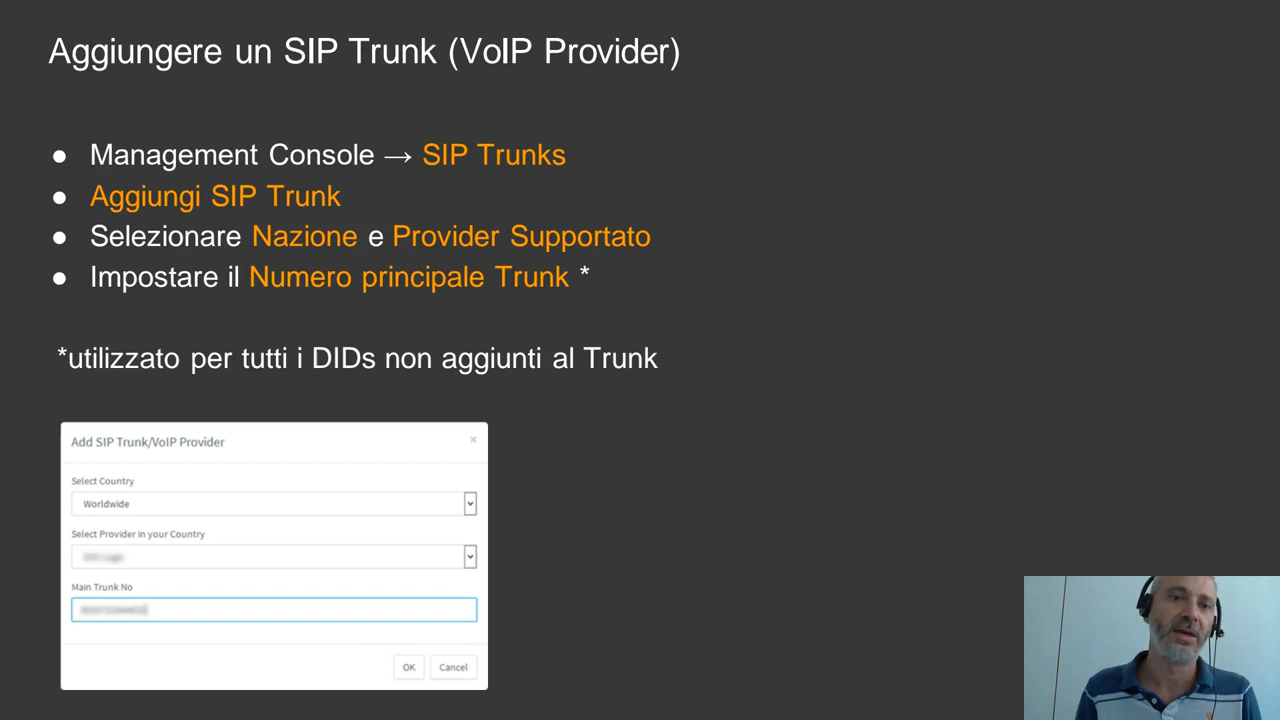 Aggiungere un SIP Trunk (VoIP Provider)
● Management Console → SIP Trunks
● Aggiungi SIP Trunk
● Selezionare Nazione e Provider Supportato
● Impostare il Numero principale Trunk *
*utilizzato per tutti i DIDs non aggiunti al Trunk
Add SIP Trunk/VoIP Provider ×
Select Country
Worldwide
Select Provider in your Country
Main Trunk No
OK Cancel